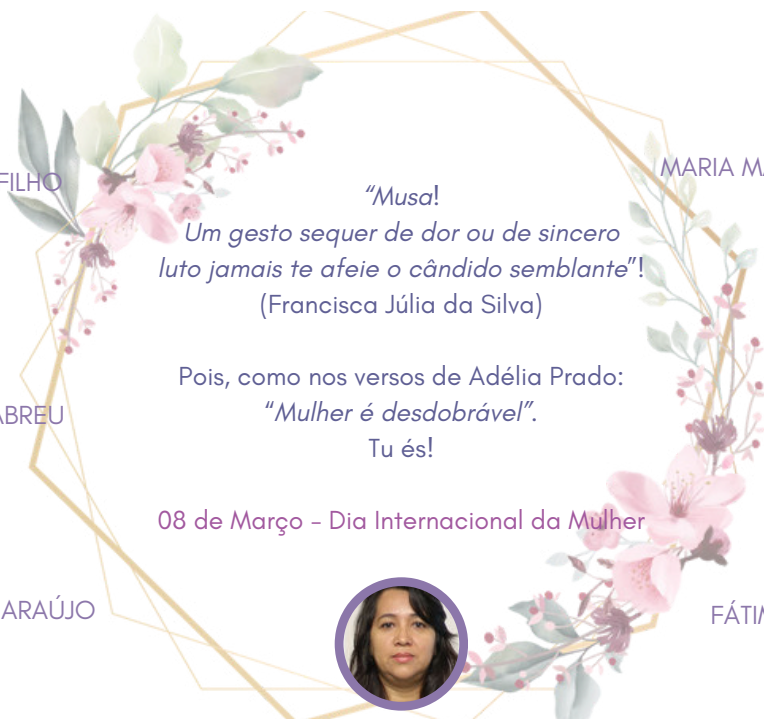 FILHO
MARIA
“Musa!
Um gesto sequer de dor ou de sincero
luto jamais te afeie o cândido semblante”!
(Francisca Júlia da Silva)
Pois, como nos versos de Adélia Prado:
“Mulher é desdobrável”.
Tu és!
ABREU
08 de Março - Dia Internacional da Mulher
ARAÚJO